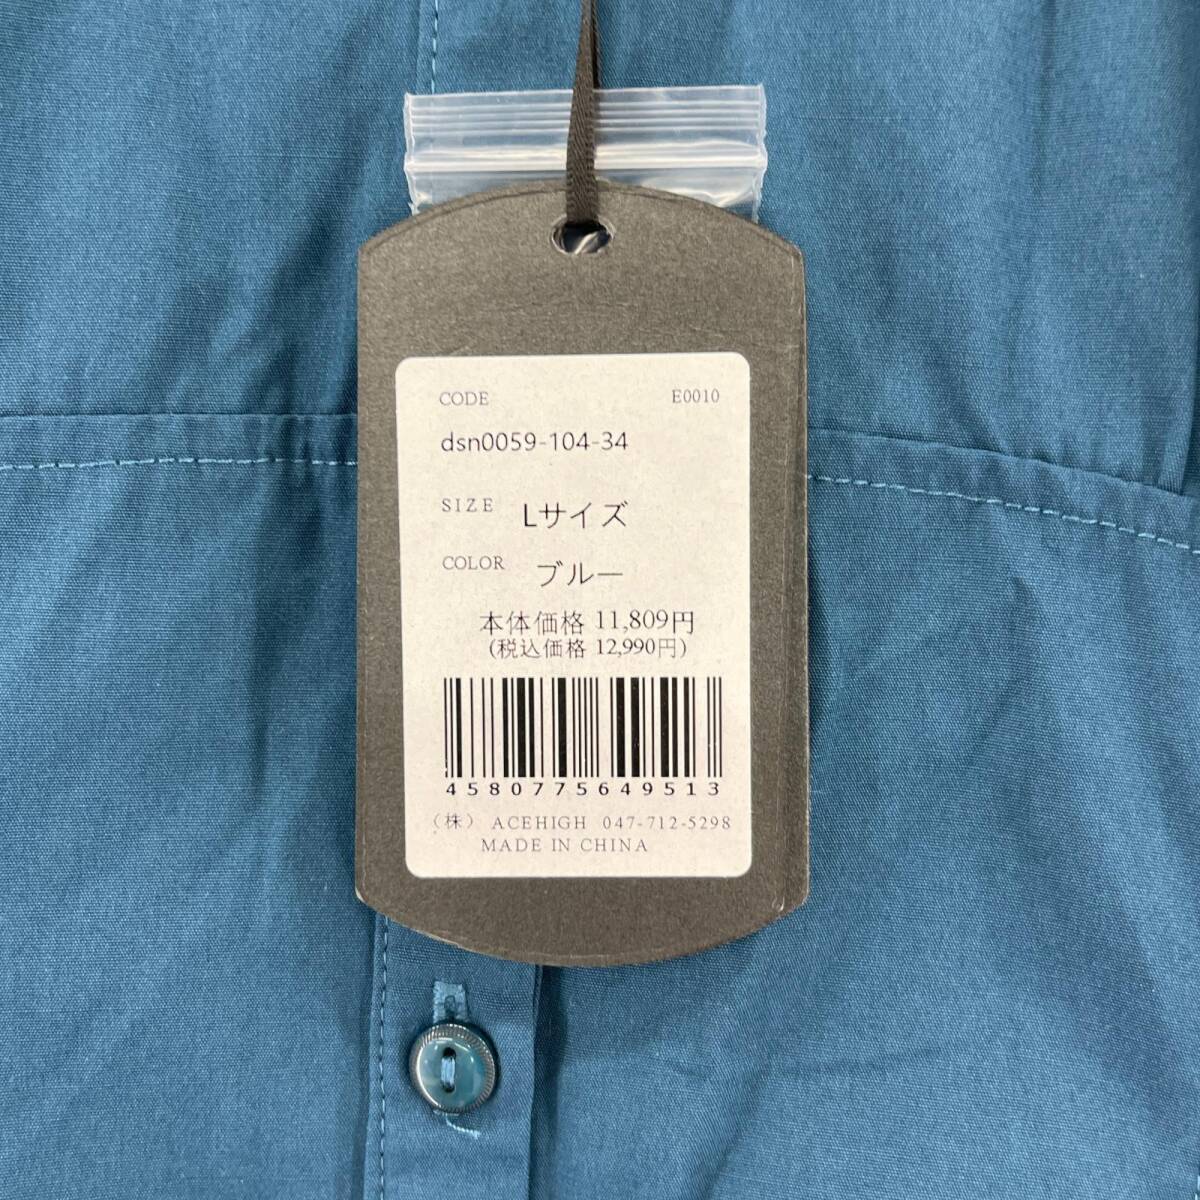 CODE E0010
dsn0059-104-34
SIZE Lサイズ
COLOR ブルー
本体価格 11,809円
(税込価格 12,990円)
4580775649513
(株) ACEHIGH 047-712-5298
MADE IN CHINA